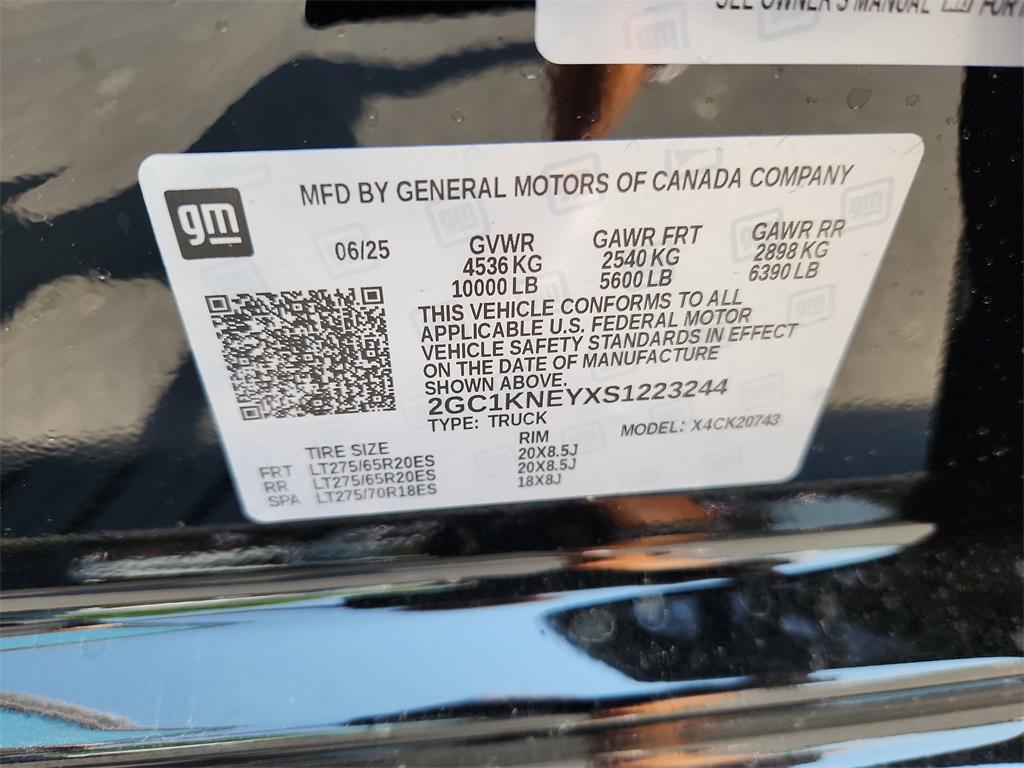 SEE OWNER'S MANUAL
gm
MFD BY GENERAL MOTORS OF CANADA COMPANY
06/25
GVWR GAWR FRT GAWR RR
4536 KG 2540 KG 2898 KG
10000 LB 5600 LB 6390 LB
THIS VEHICLE CONFORMS TO ALL
APPLICABLE U.S. FEDERAL MOTOR
VEHICLE SAFETY STANDARDS IN EFFECT
ON THE DATE OF MANUFACTURE
SHOWN ABOVE.
2GC1KNEYXS1223244
TYPE: TRUCK MODEL: X4CK20743
TIRE SIZE RIM
FRT LT275/65R20ES 20X8.5J
RR LT275/65R20ES 20X8.5J
SPA LT275/70R18ES 18X8J